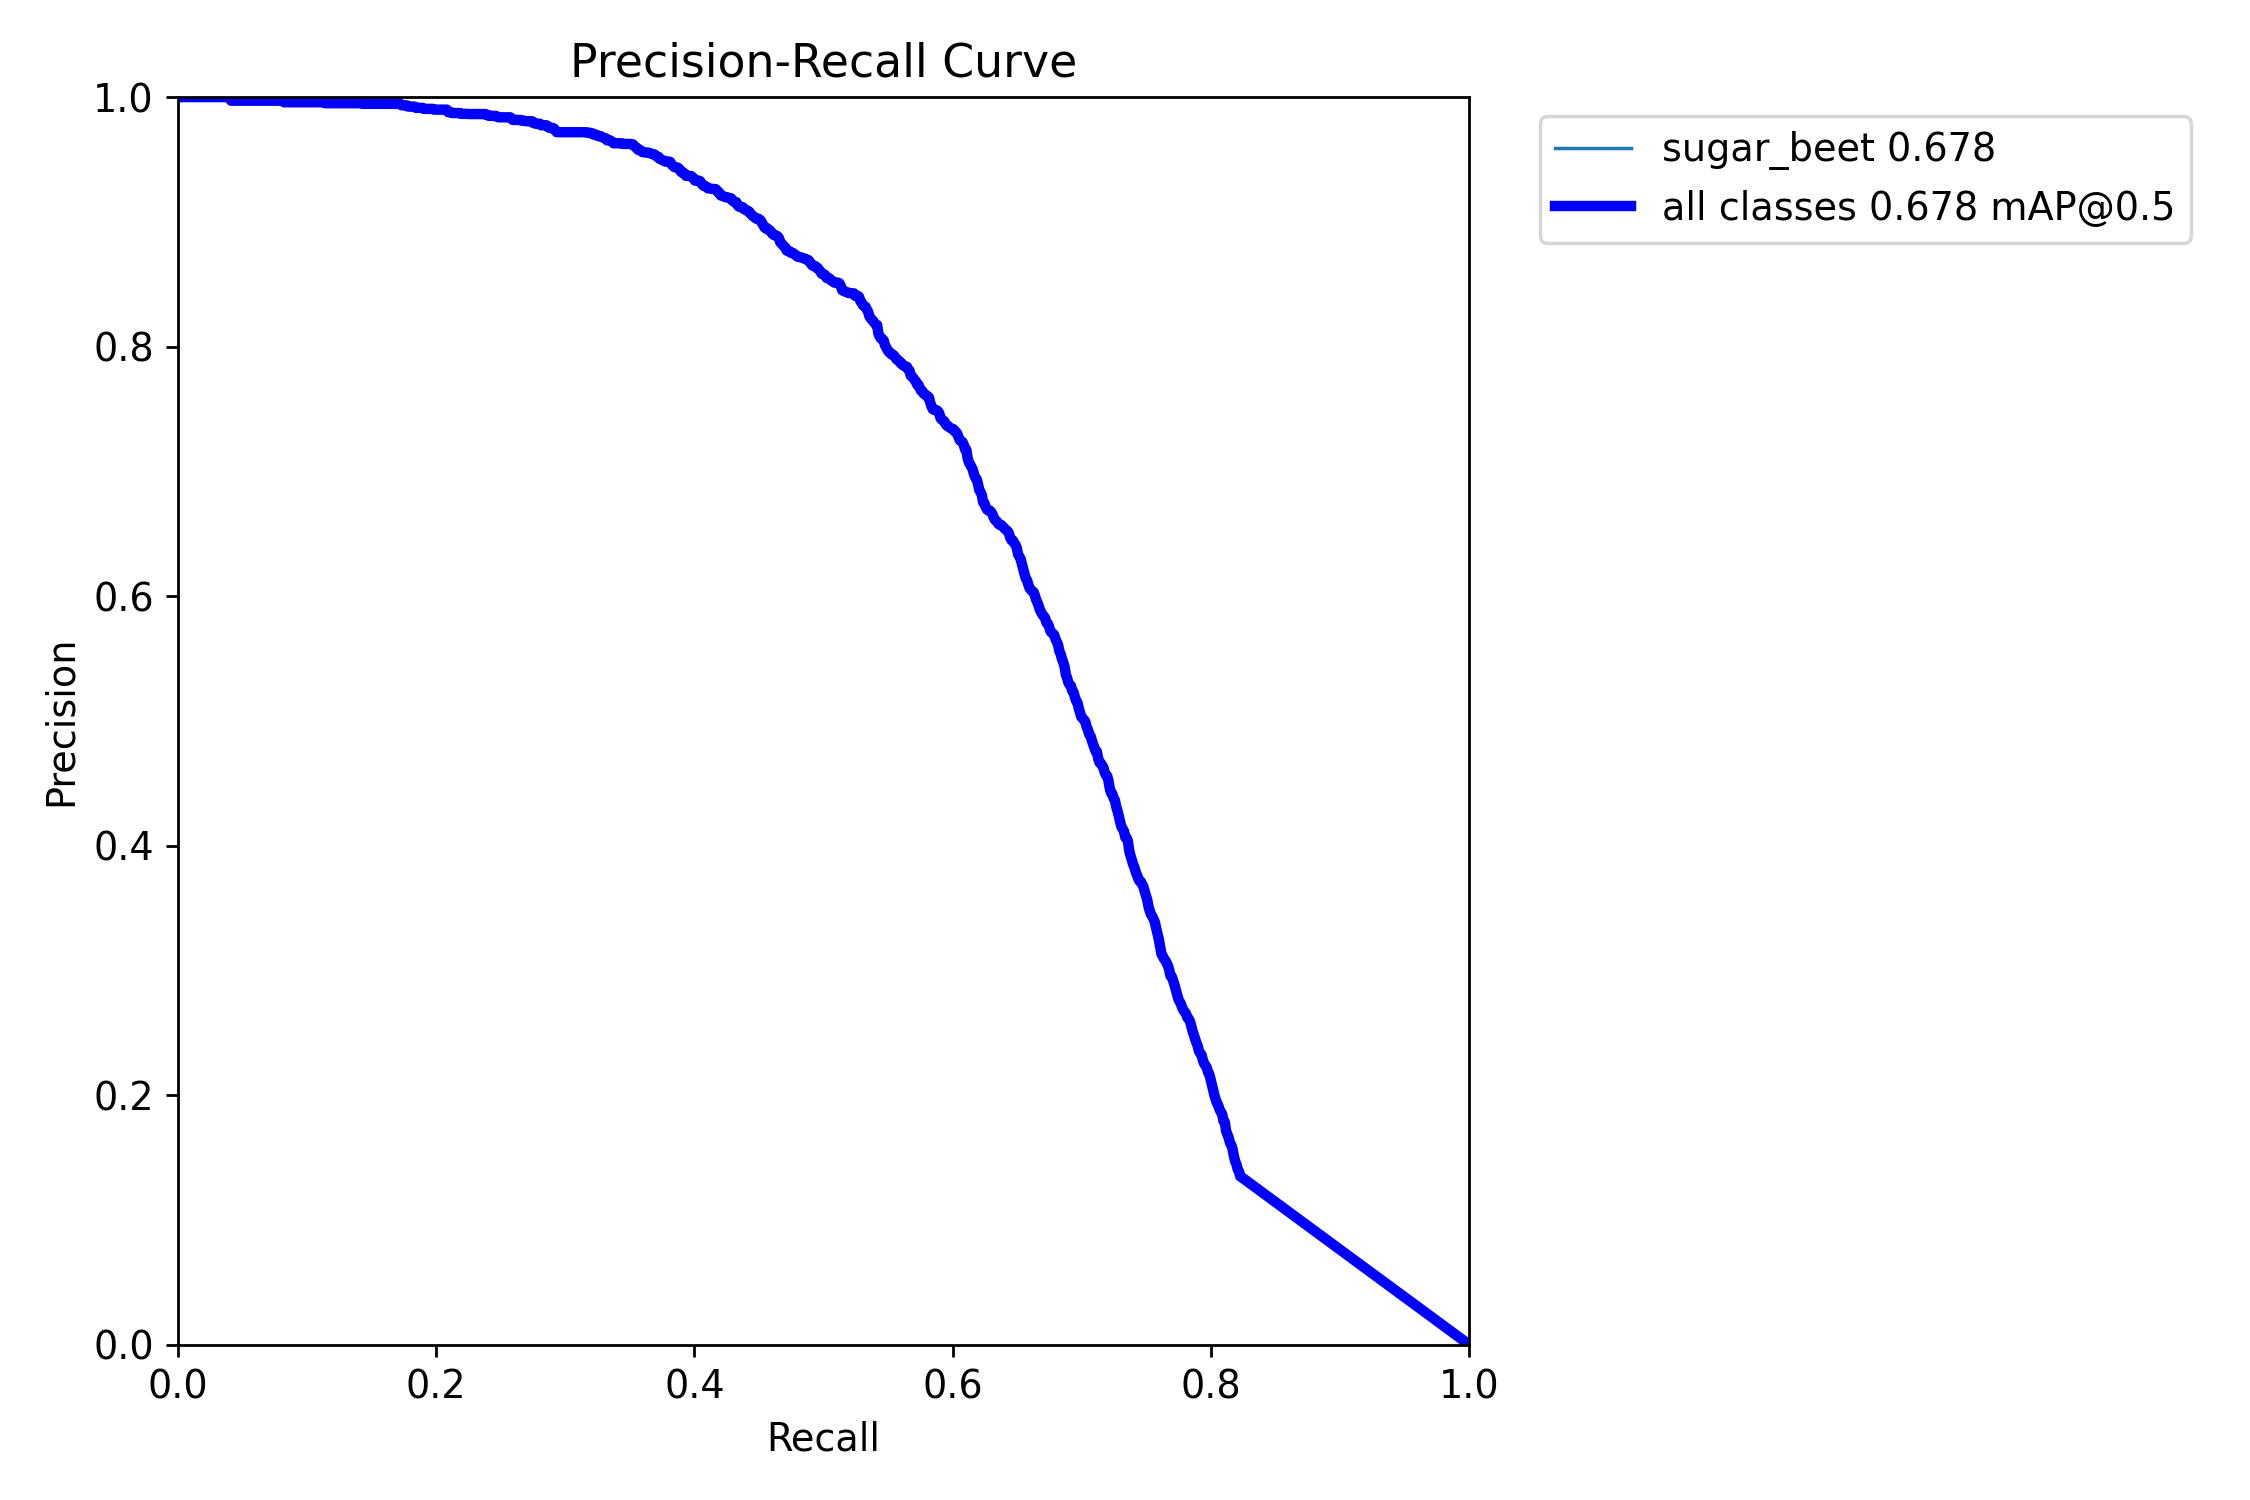 Precision-Recall Curve
sugar_beet 0.678
all classes 0.678 mAP@0.5
Precision
1.0
0.8
0.6
0.4
0.2
0.0
0.0 0.2 0.4 0.6 0.8 1.0
Recall